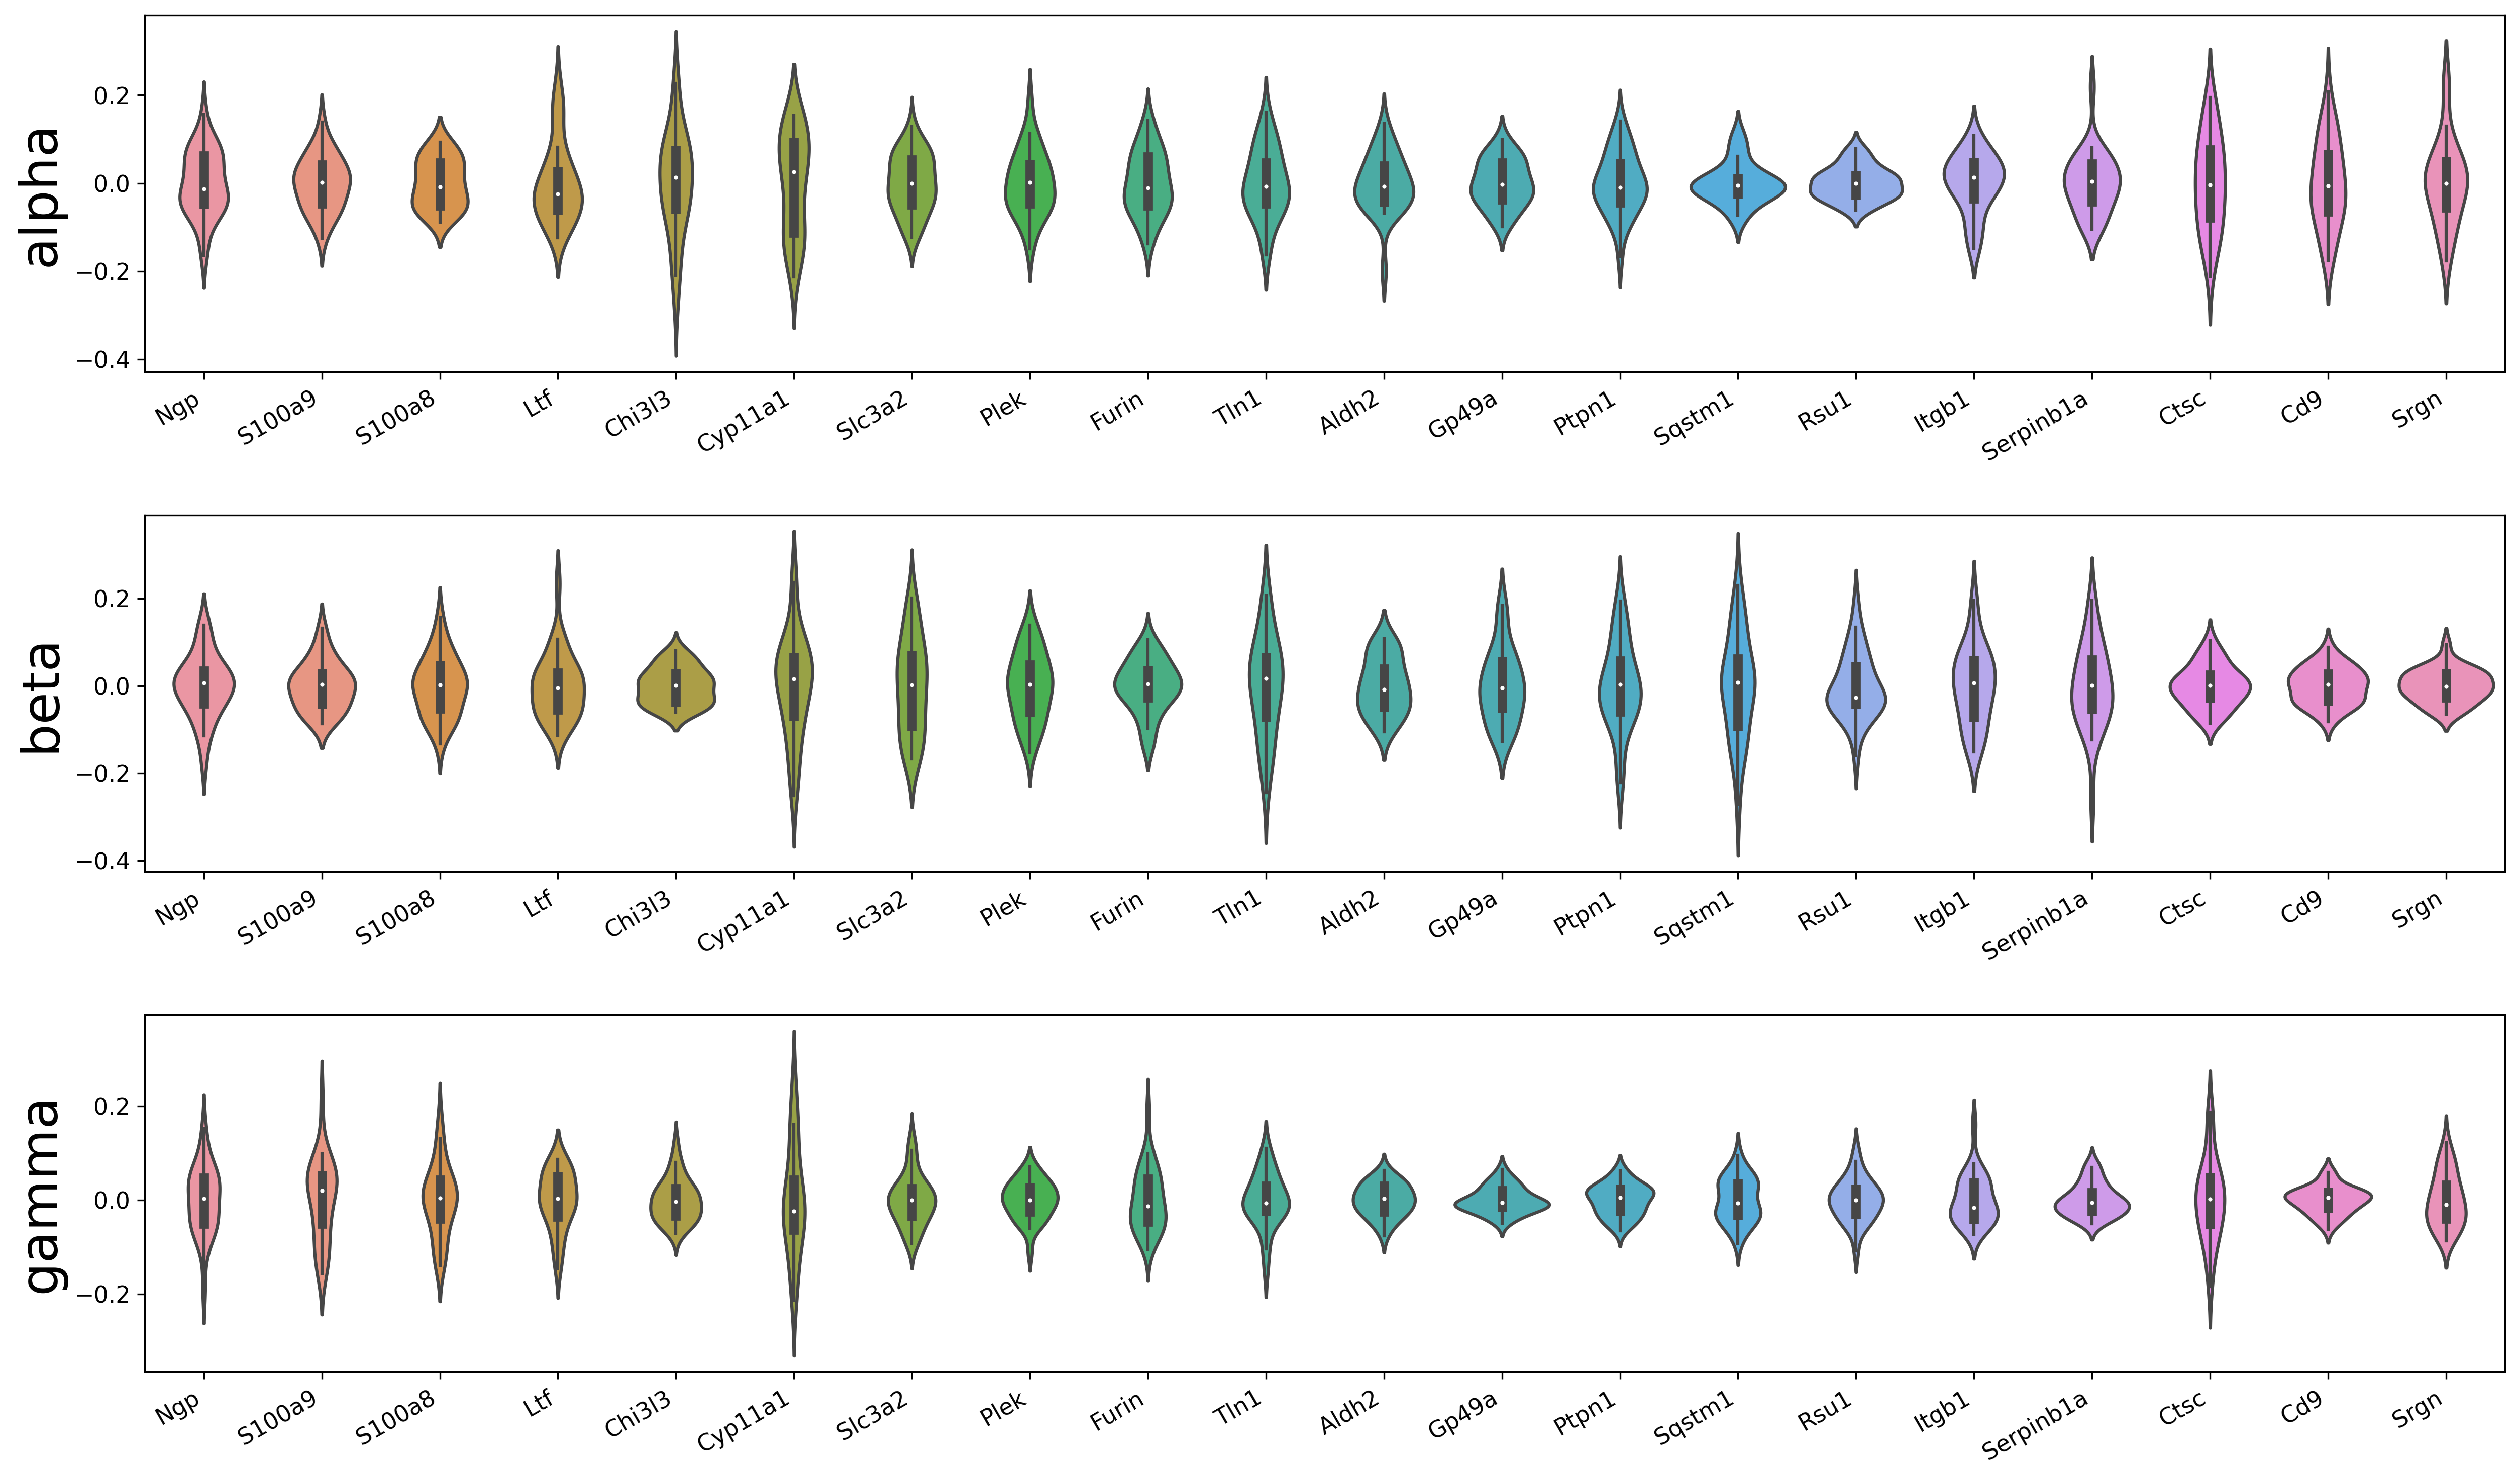 alpha
0.2
0.0
−0.2
−0.4
Ngp S100a9 S100a8 Ltf Chi3l3 Cyp11a1 Slc3a2 Plek Furin Tln1 Aldh2 Gp49a Ptpn1 Sqstm1 Rsu1 Itgb1 Serpinb1a Ctsc Cd9 Srgn
beta
0.2
0.0
−0.2
−0.4
Ngp S100a9 S100a8 Ltf Chi3l3 Cyp11a1 Slc3a2 Plek Furin Tln1 Aldh2 Gp49a Ptpn1 Sqstm1 Rsu1 Itgb1 Serpinb1a Ctsc Cd9 Srgn
gamma
0.2
0.0
−0.2
Ngp S100a9 S100a8 Ltf Chi3l3 Cyp11a1 Slc3a2 Plek Furin Tln1 Aldh2 Gp49a Ptpn1 Sqstm1 Rsu1 Itgb1 Serpinb1a Ctsc Cd9 Srgn